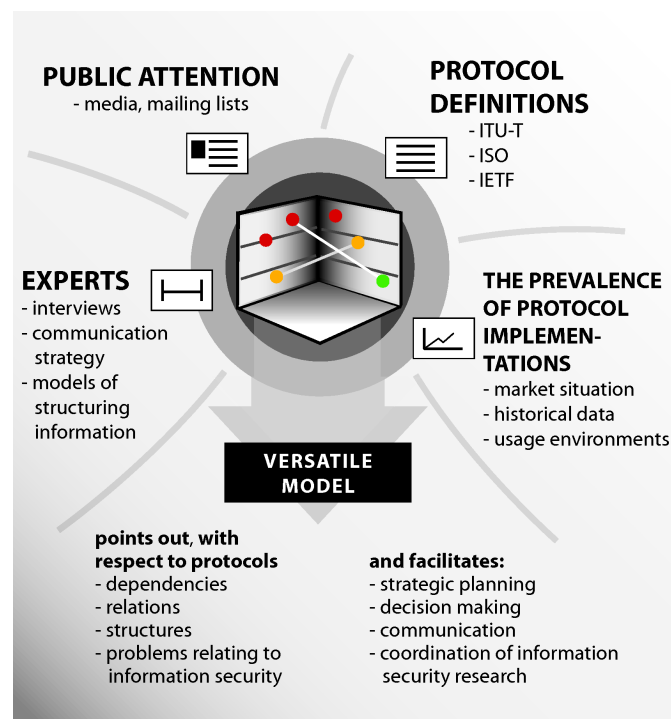 PUBLIC ATTENTION
- media, mailing lists
PROTOCOL
DEFINITIONS
- ITU-T
- ISO
- IETF
EXPERTS
- interviews
- communication
strategy
- models of
structuring
information
THE PREVALENCE
OF PROTOCOL
IMPLEMEN-
TATIONS
- market situation
- historical data
- usage environments
VERSATILE
MODEL
points out, with
respect to protocols
- dependencies
- relations
- structures
- problems relating to
information security
and facilitates:
- strategic planning
- decision making
- communication
- coordination of information
security research